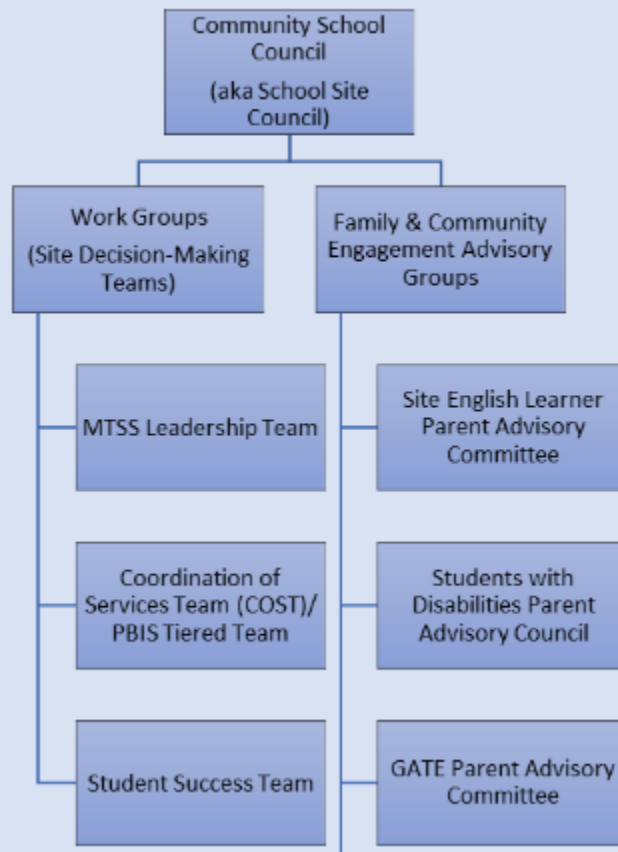 Community School
Council
(aka School Site
Council)
Work Groups
(Site Decision-Making
Teams)
Family & Community
Engagement Advisory
Groups
MTSS Leadership Team
Site English Learner
Parent Advisory
Committee
Coordination of
Services Team (COST)/
PBIS Tiered Team
Students with
Disabilities Parent
Advisory Council
Student Success Team
GATE Parent Advisory
Committee